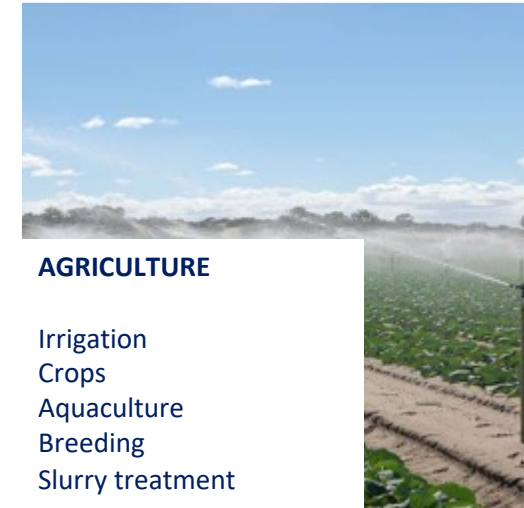 AGRICULTURE
Irrigation
Crops
Aquaculture
Breeding
Slurry treatment